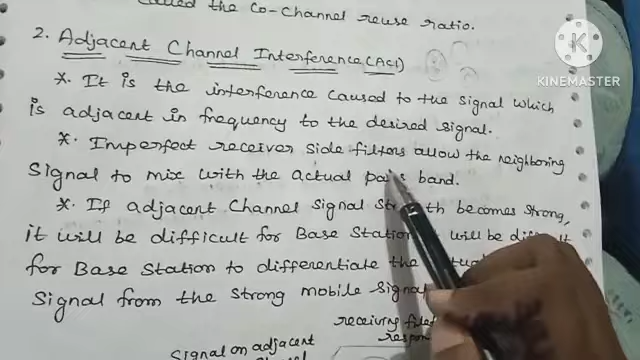 called the Co-Channel reuse ratio.
2. Adjacent Channel Interference (ACI)
*. It is the interference caused to the signal which
is adjacent in frequency to the desired signal.
*. Imperfect receiver side filters allow the neighboring
Signal to mix with the actual pass band.
*. If adjacent Channel signal becomes strong,
it will be difficult for Base Station will be
for Base Station to differentiate the
Signal from the strong mobile signal
receiving
Signal on adjacent
K
KINEMASTER